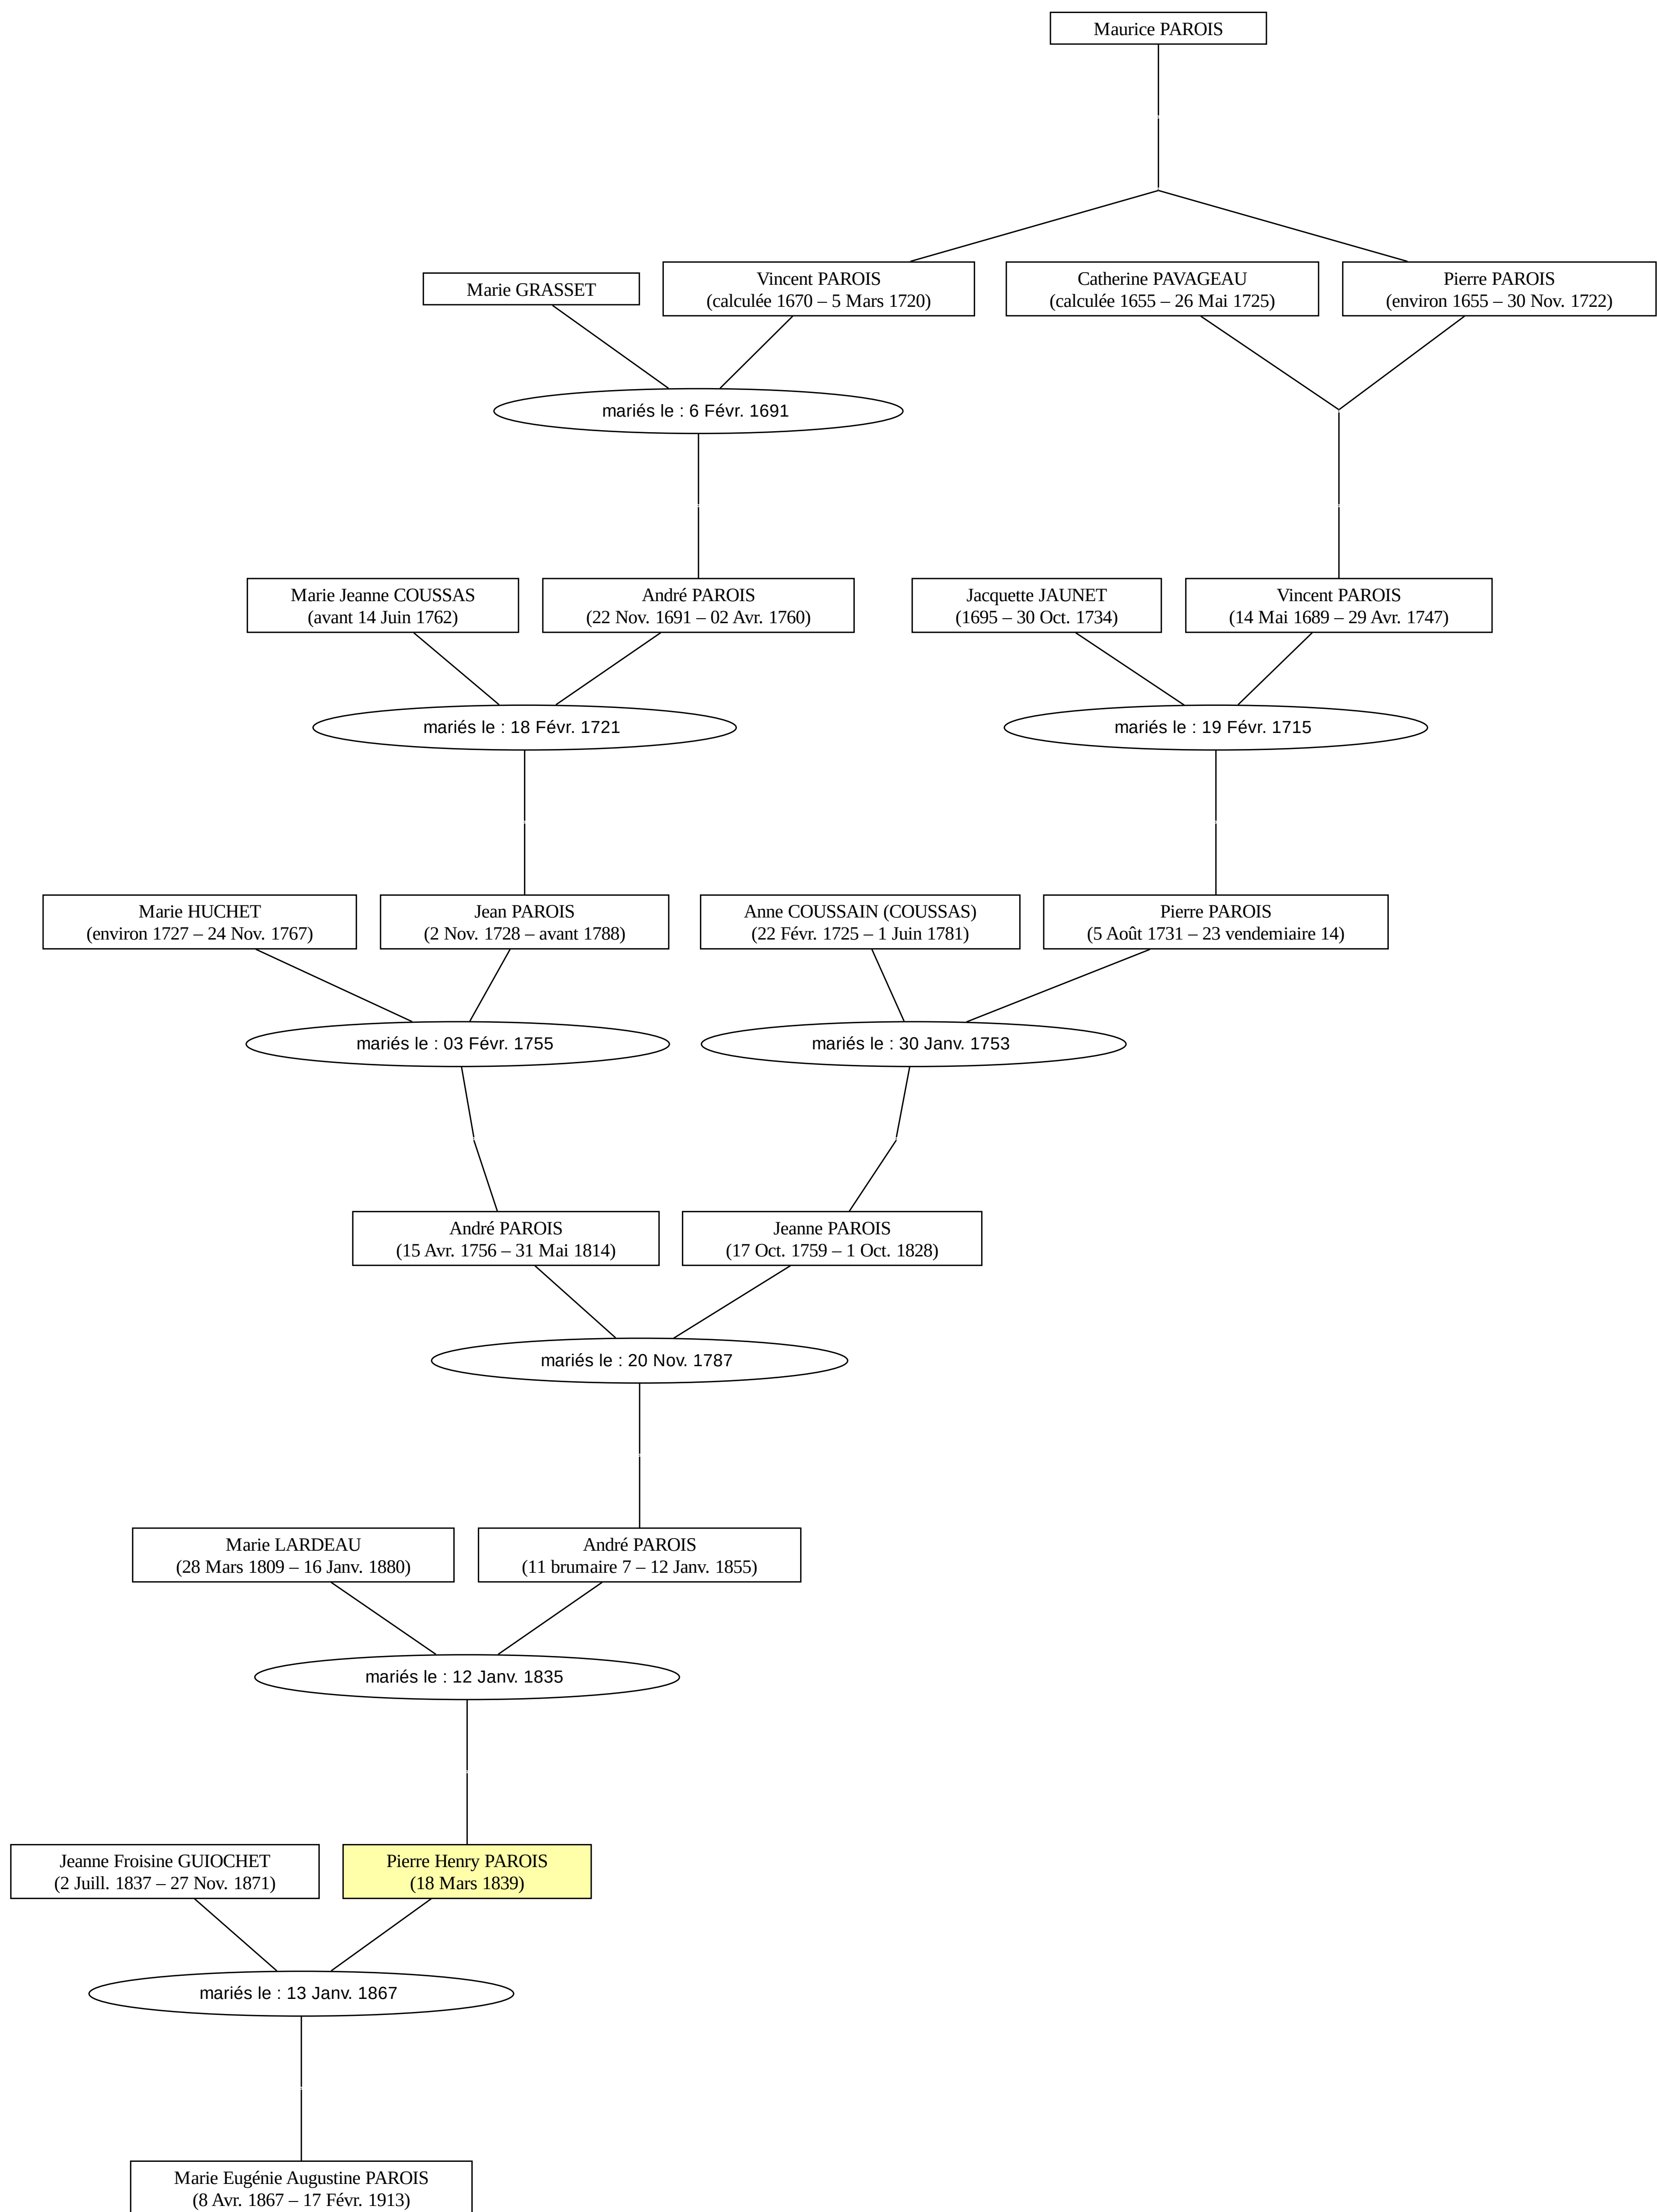 Maurice PAROIS
Marie GRASSET
Vincent PAROIS
(calculée 1670 – 5 Mars 1720)
Catherine PAVAGEAU
(calculée 1655 – 26 Mai 1725)
Pierre PAROIS
(environ 1655 – 30 Nov. 1722)
mariés le : 6 Févr. 1691
Marie Jeanne COUSSAS
(avant 14 Juin 1762)
André PAROIS
(22 Nov. 1691 – 02 Avr. 1760)
Jacquette JAUNET
(1695 – 30 Oct. 1734)
Vincent PAROIS
(14 Mai 1689 – 29 Avr. 1747)
mariés le : 18 Févr. 1721
mariés le : 19 Févr. 1715
Marie HUCHET
(environ 1727 – 24 Nov. 1767)
Jean PAROIS
(2 Nov. 1728 – avant 1788)
Anne COUSSAIN (COUSSAS)
(22 Févr. 1725 – 1 Juin 1781)
Pierre PAROIS
(5 Août 1731 – 23 vendemiaire 14)
mariés le : 03 Févr. 1755
mariés le : 30 Janv. 1753
André PAROIS
(15 Avr. 1756 – 31 Mai 1814)
Jeanne PAROIS
(17 Oct. 1759 – 1 Oct. 1828)
mariés le : 20 Nov. 1787
Marie LARDEAU
(28 Mars 1809 – 16 Janv. 1880)
André PAROIS
(11 brumaire 7 – 12 Janv. 1855)
mariés le : 12 Janv. 1835
Jeanne Froisine GUIOCHET
(2 Juill. 1837 – 27 Nov. 1871)
Pierre Henry PAROIS
(18 Mars 1839)
mariés le : 13 Janv. 1867
Marie Eugénie Augustine PAROIS
(8 Avr. 1867 – 17 Févr. 1913)